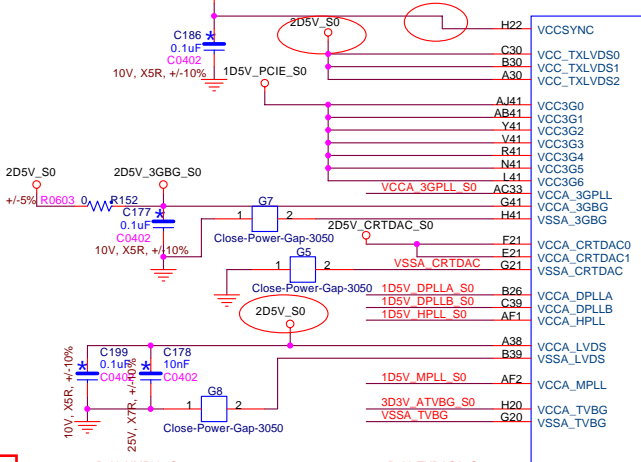 C186
0.1uF
C0402
10V, X5R, +/-10%
2D5V_S0
1D5V_PCIE_S0
H22 VCCSYNC
C30 VCC_TXLVDS0
B30 VCC_TXLVDS1
A30 VCC_TXLVDS2
AJ41 VCC3G0
AB41 VCC3G1
Y41 VCC3G2
V41 VCC3G3
R41 VCC3G4
N41 VCC3G5
L41 VCC3G6
VCCA_3GPLL_S0 AC33 VCCA_3GPLL
G41 VCCA_3GBG
H41 VSSA_3GBG
2D5V_S0
2D5V_3GBG_S0
+/-5% R0603 0 R152
C177
0.1uF
C0402
10V, X5R, +/-10%
G7
1 2
Close-Power-Gap-3050
2D5V_CRTDAC_S0
F21 VCCA_CRTDAC0
E21 VCCA_CRTDAC1
G5
1 2
VSSA_CRTDAC G21 VSSA_CRTDAC
Close-Power-Gap-3050
1D5V_DPLLA_S0 B26 VCCA_DPLLA
1D5V_DPLLB_S0 C39 VCCA_DPLLB
1D5V_HPLL_S0 AF1 VCCA_HPLL
2D5V_S0
A38 VCCA_LVDS
B39 VSSA_LVDS
C199
0.1uF
C0402
10V, X5R, +/-10%
C178
10nF
C0402
25V, X7R, +/-10%
G8
1 2
Close-Power-Gap-3050
1D5V_MPLL_S0 AF2 VCCA_MPLL
3D3V_ATVBG_S0 H20 VCCA_TVBG
VSSA_TVBG G20 VSSA_TVBG